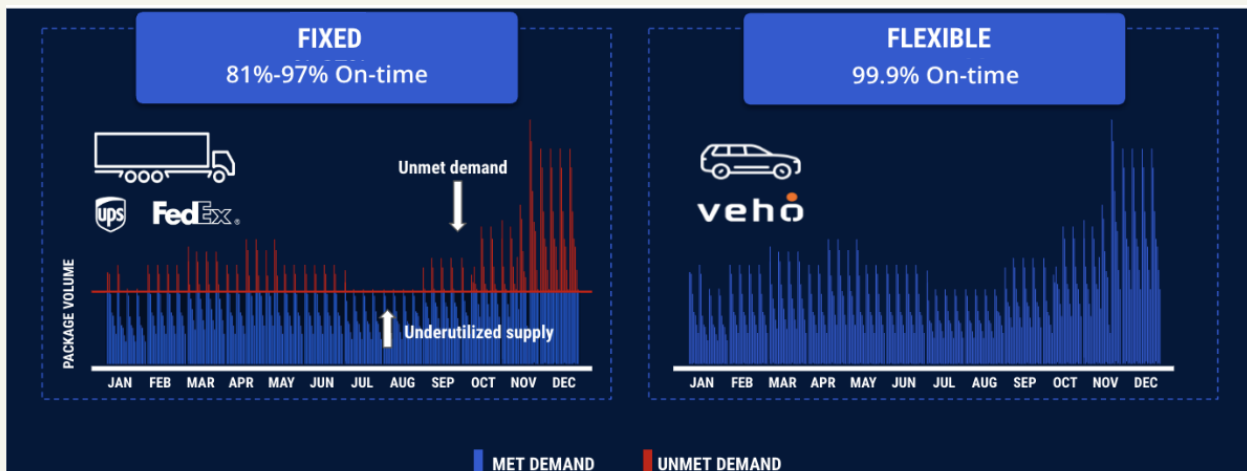 FIXED
81%-97% On-time
ups
FedEx®
Unmet demand
Underutilized supply
PACKAGE VOLUME
JAN FEB MAR APR MAY JUN JUL AUG SEP OCT NOV DEC
FLEXIBLE
99.9% On-time
veho
JAN FEB MAR APR MAY JUN JUL AUG SEP OCT NOV DEC
MET DEMAND
UNMET DEMAND